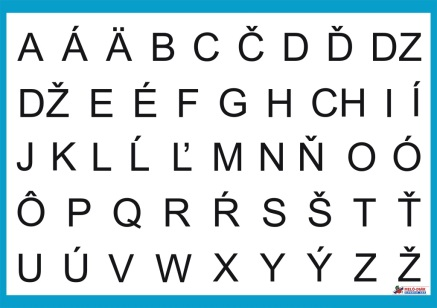 A Á Ä B C Č D Ď DZ
DŽ E É F G H CH I Í
J K L Ĺ Ľ M N Ň O Ó
Ô P Q R Ŕ S Š T Ť
U Ú V W X Y Ý Z Ž